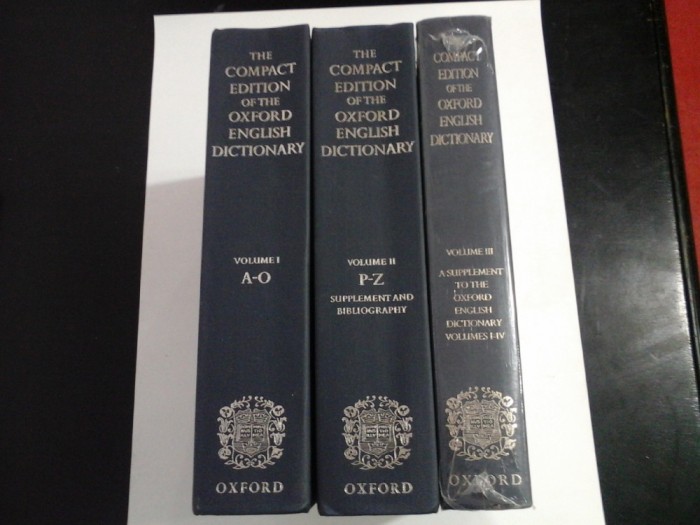 THE
COMPACT
EDITION
OF THE
OXFORD
ENGLISH
DICTIONARY
VOLUME I
A-O
OXFORD
THE
COMPACT
EDITION
OF THE
OXFORD
ENGLISH
DICTIONARY
VOLUME II
P-Z
SUPPLEMENT AND
BIBLIOGRAPHY
OXFORD
COMPACT
EDITION
OF THE
OXFORD
ENGLISH
DICTIONARY
VOLUME III
A SUPPLEMENT
TO THE
OXFORD
ENGLISH
DICTIONARY
VOLUMES I-IV
OXFORD